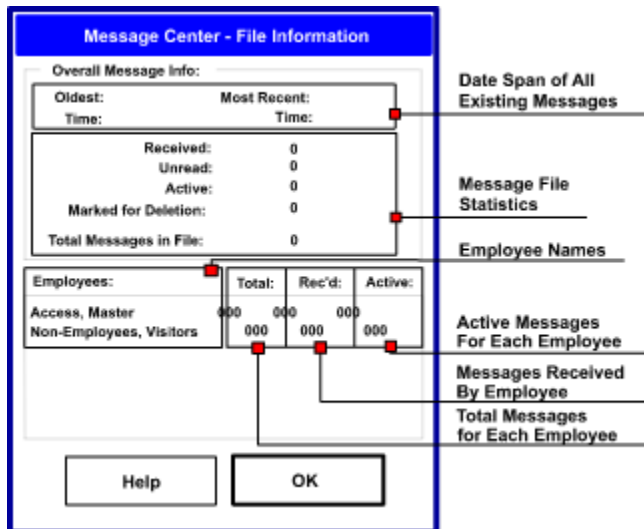 Message Center - File Information
Overall Message Info:
Oldest: Most Recent:
Time: Time:
Received: 0
Unread: 0
Active: 0
Marked for Deletion: 0
Total Messages in File: 0
Employees: Total: Rec'd: Active:
Access, Master 000 000 000
Non-Employees, Visitors 000 000 000
Help OK
Date Span of All
Existing Messages
Message File
Statistics
Employee Names
Active Messages
For Each Employee
Messages Received
By Employee
Total Messages
for Each Employee